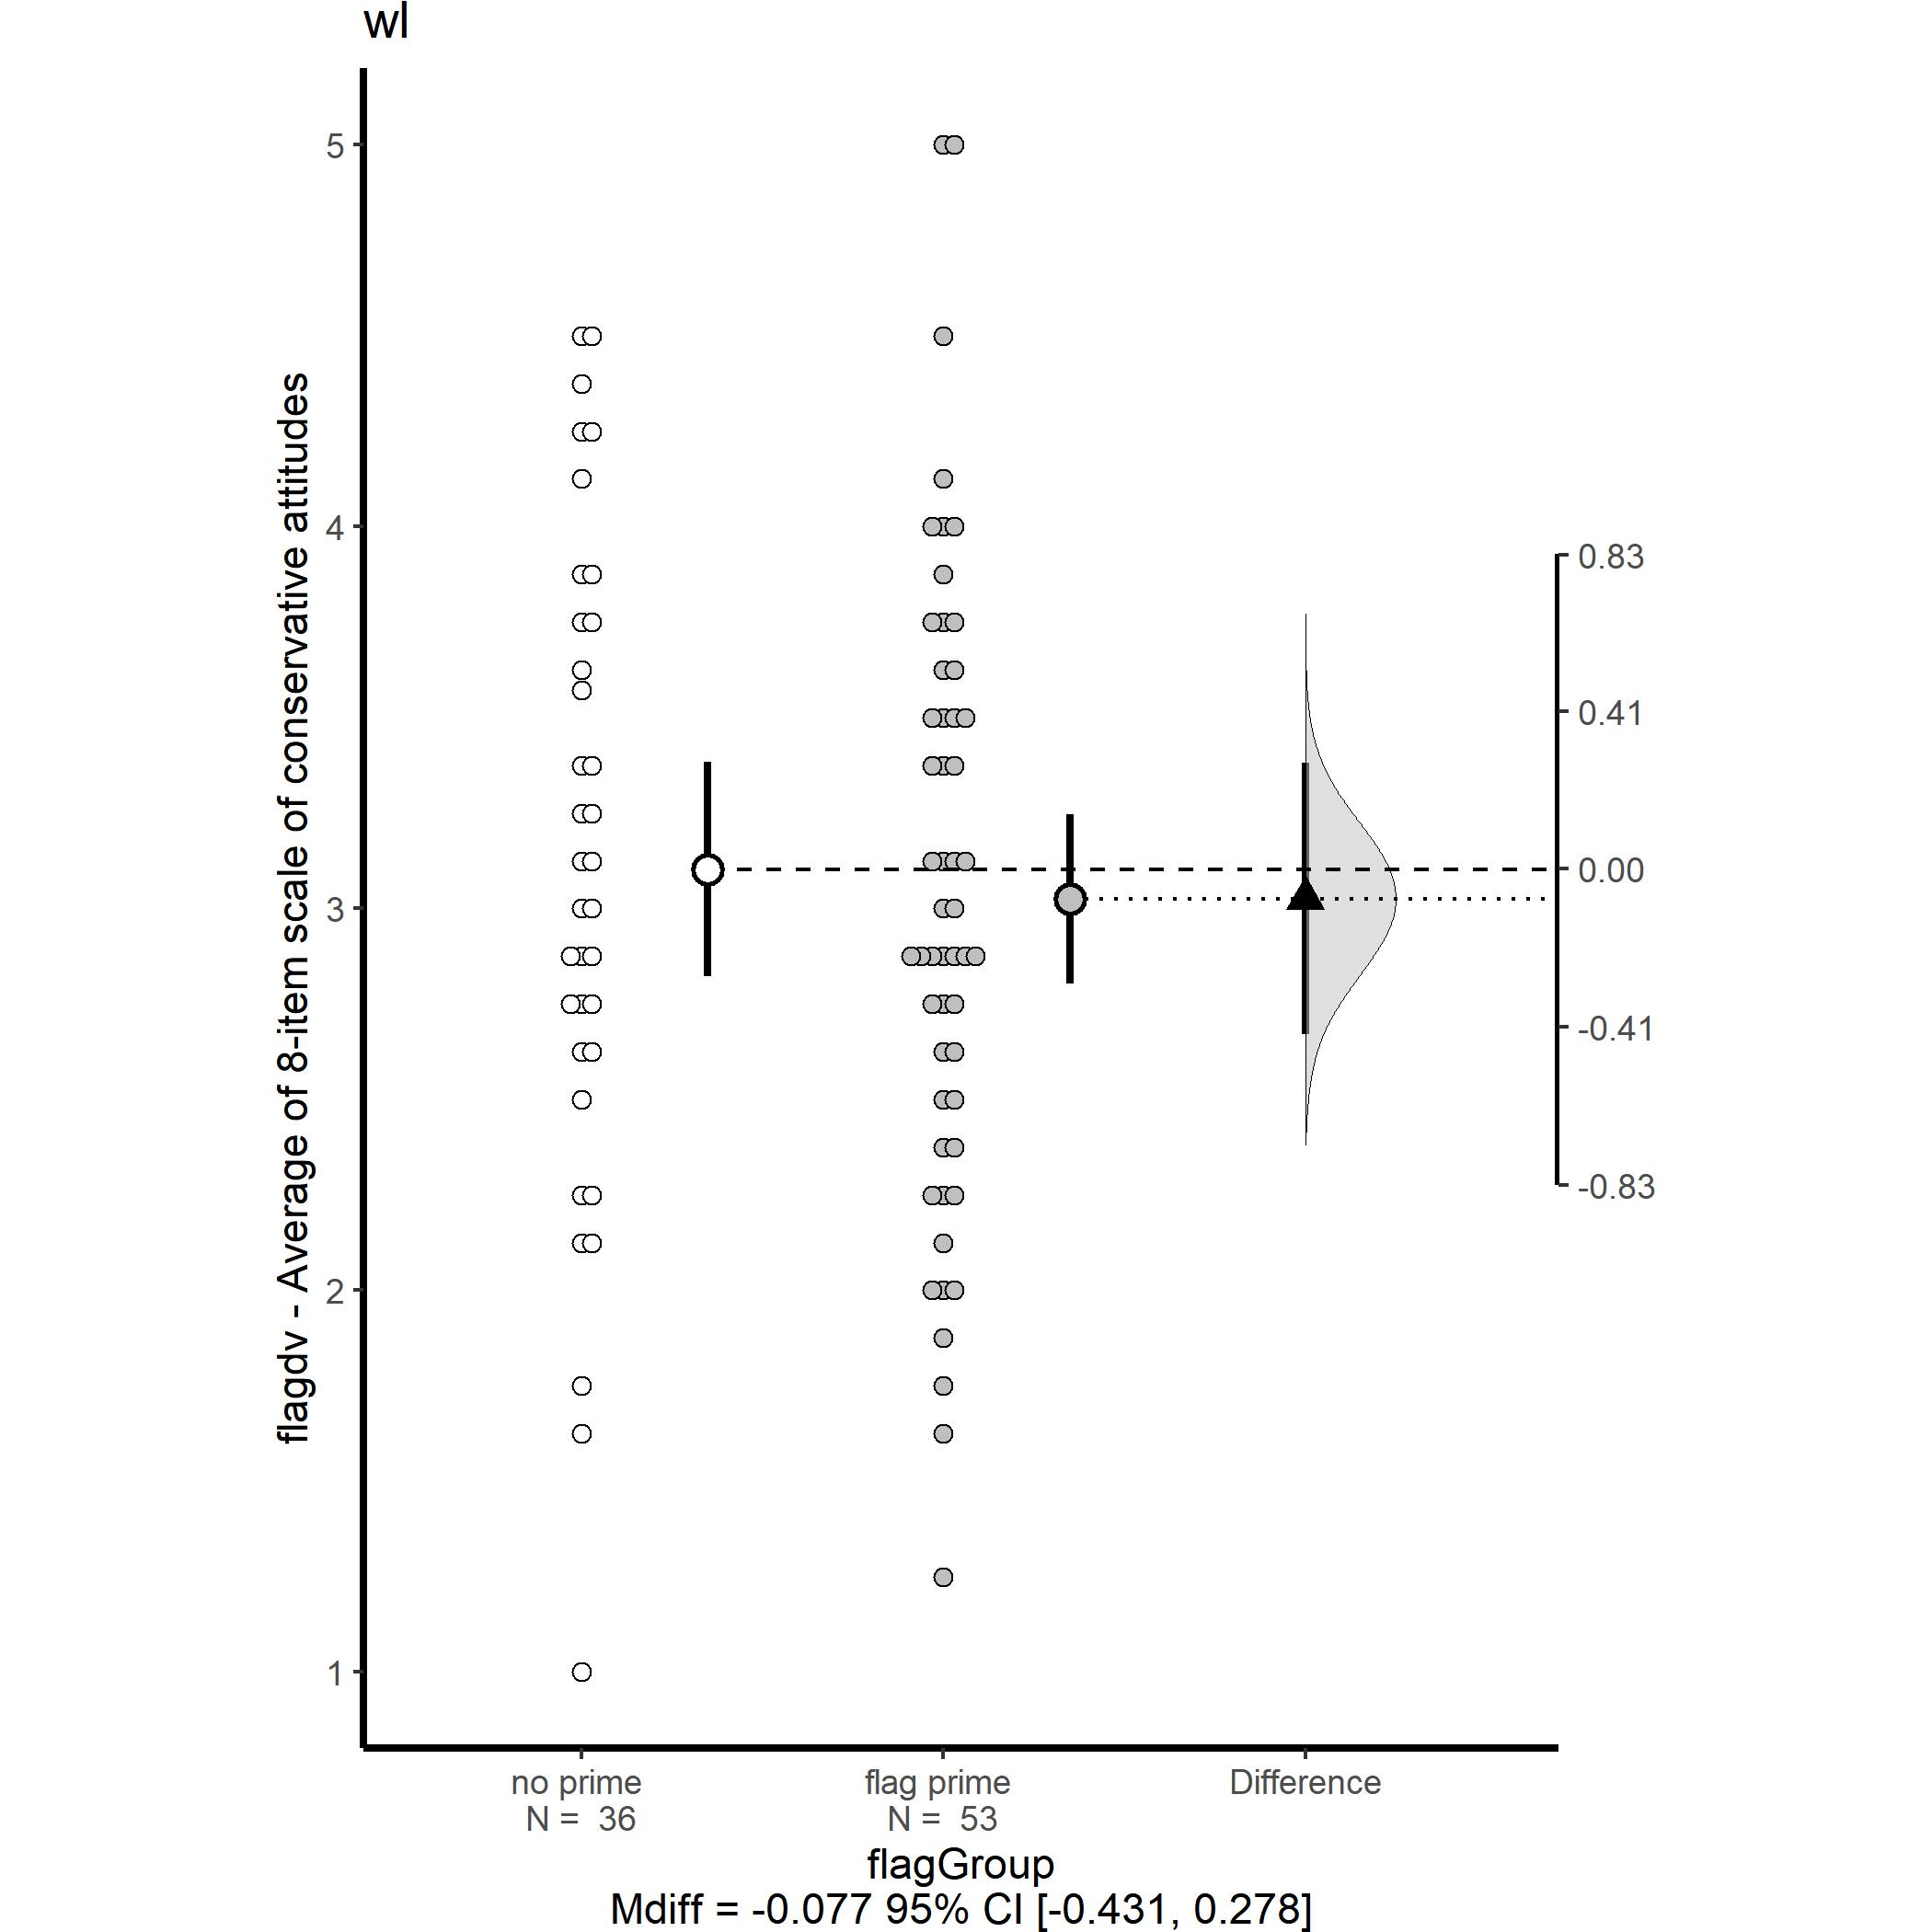 wl
flagdv - Average of 8-item scale of conservative attitudes
5
4
3
2
1
0.83
0.41
0.00
-0.41
-0.83
no prime
N =  36
flag prime
N =  53
Difference
flagGroup
Mdiff = -0.077 95% CI [-0.431, 0.278]